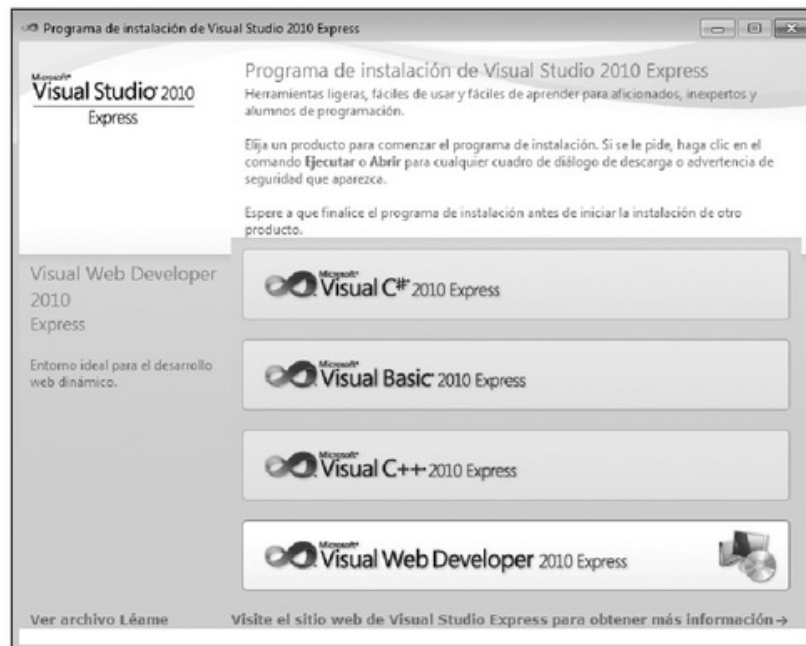 Programa de instalación de Visual Studio 2010 Express
Microsoft®
Visual Studio® 2010
Express
Programa de instalación de Visual Studio 2010 Express
Herramientas ligeras, fáciles de usar y fáciles de aprender para aficionados, inexpertos y
alumnos de programación.
Elija un producto para comenzar el programa de instalación. Si se le pide, haga clic en el
comando Ejecutar o Abrir para cualquier cuadro de diálogo de descarga o advertencia de
seguridad que aparezca.
Espere a que finalice el programa de instalación antes de iniciar la instalación de otro
producto.
Visual Web Developer
2010
Express
Entorno ideal para el desarrollo
web dinámico.
Microsoft®
Visual C#® 2010 Express
Microsoft®
Visual Basic® 2010 Express
Microsoft®
Visual C++® 2010 Express
Microsoft®
Visual Web Developer 2010 Express
Ver archivo Léame
Visite el sitio web de Visual Studio Express para obtener más información →